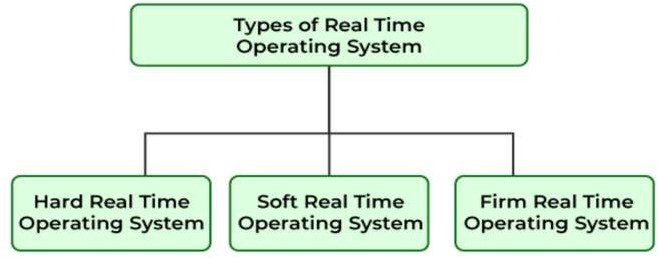 Types of Real Time
Operating System
Hard Real Time
Operating System
Soft Real Time
Operating System
Firm Real Time
Operating System